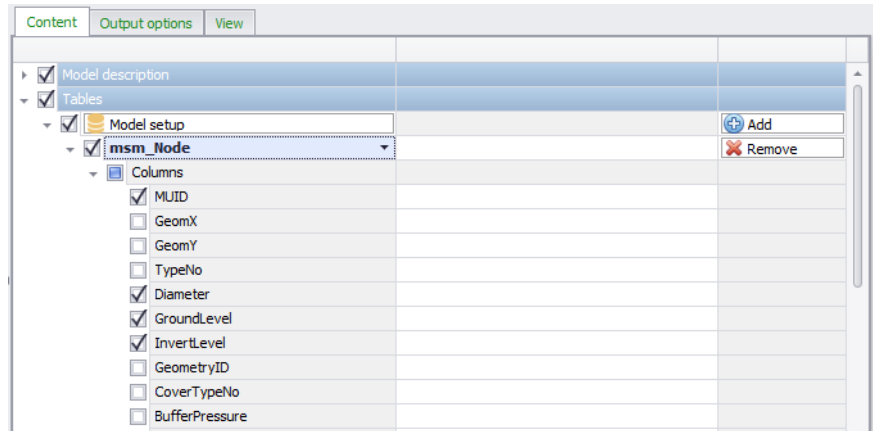 Content Output options View
Model description
Tables
Model setup Add
msm_Node Remove
Columns
MUID
GeomX
GeomY
TypeNo
Diameter
GroundLevel
InvertLevel
GeometryID
CoverTypeNo
BufferPressure